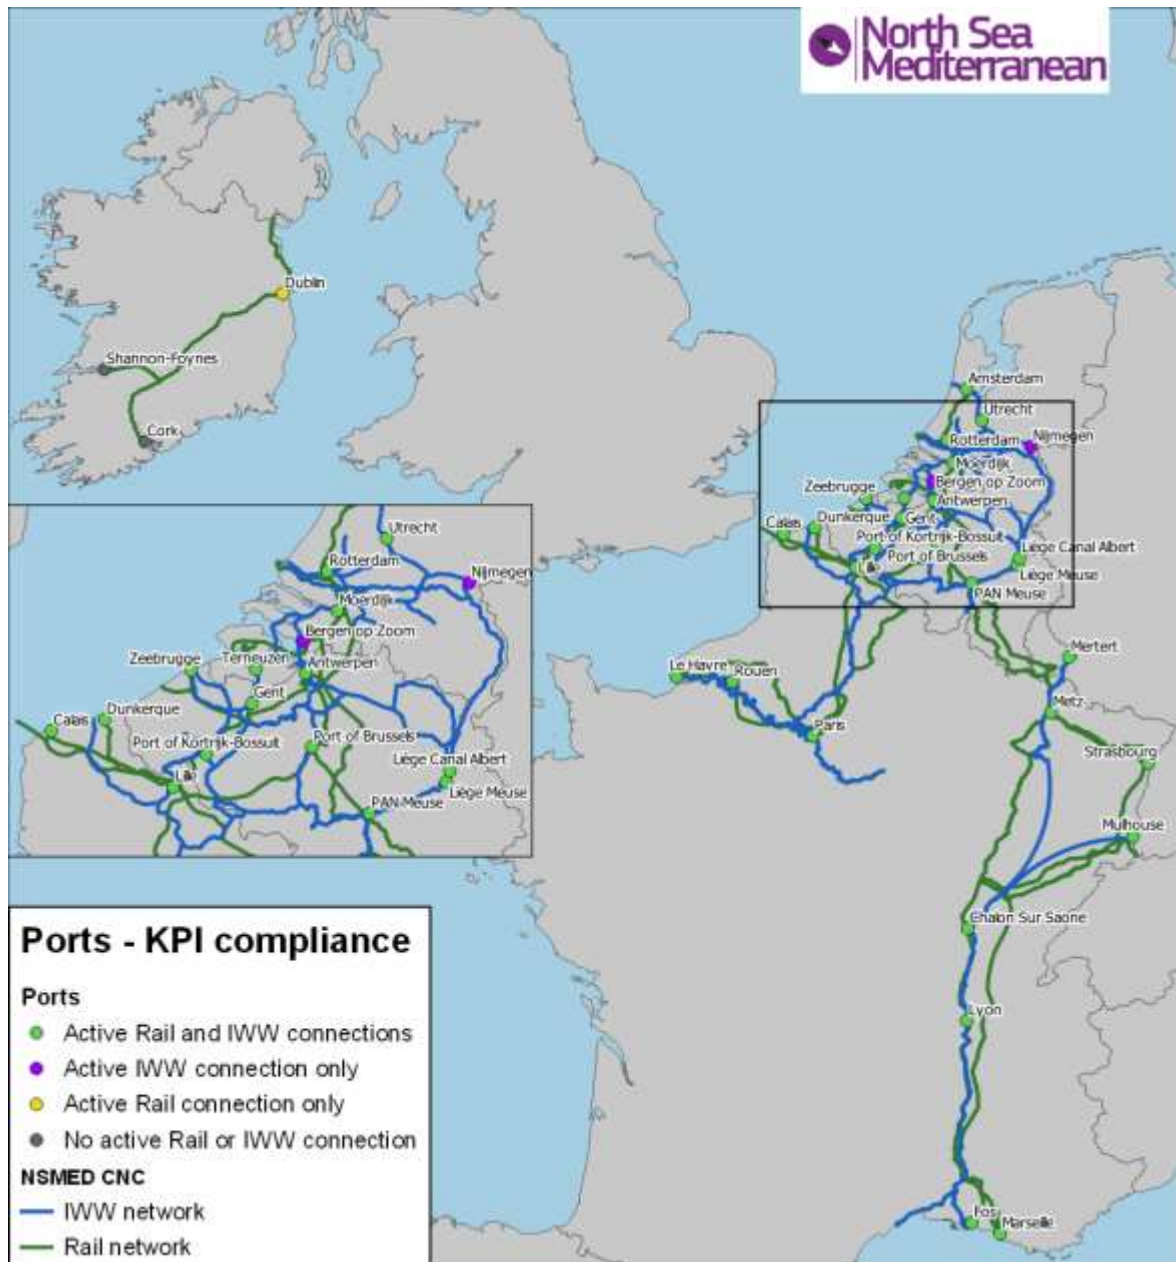 North Sea
Mediterranean
Dublin
Shannon-Foynes
Cork
Amsterdam
Utrecht
Nijmegen
Rotterdam
Moerdijk
Bergen op Zoom
Zeebrugge
Antwerpen
Calais
Dunkerque
Gent
Port of Kortrijk-Bossuit
Port of Brussels
Liège Canal Albert
Lille
Liège Meuse
PAN Meuse
Mertert
Le Havre
Rouen
Metz
Paris
Strasbourg
Mulhouse
Chalon Sur Saone
Lyon
Fos
Marseille
Utrecht
Rotterdam
Nijmegen
Moerdijk
Bergen op Zoom
Zeebrugge
Terneuzen
Antwerpen
Gent
Dunkerque
Calais
Port of Kortrijk-Bossuit
Port of Brussels
Liège Canal Albert
Lille
Liège Meuse
PAN Meuse
Ports - KPI compliance
Ports
Active Rail and IWW connections
Active IWW connection only
Active Rail connection only
No active Rail or IWW connection
NSMED CNC
IWW network
Rail network